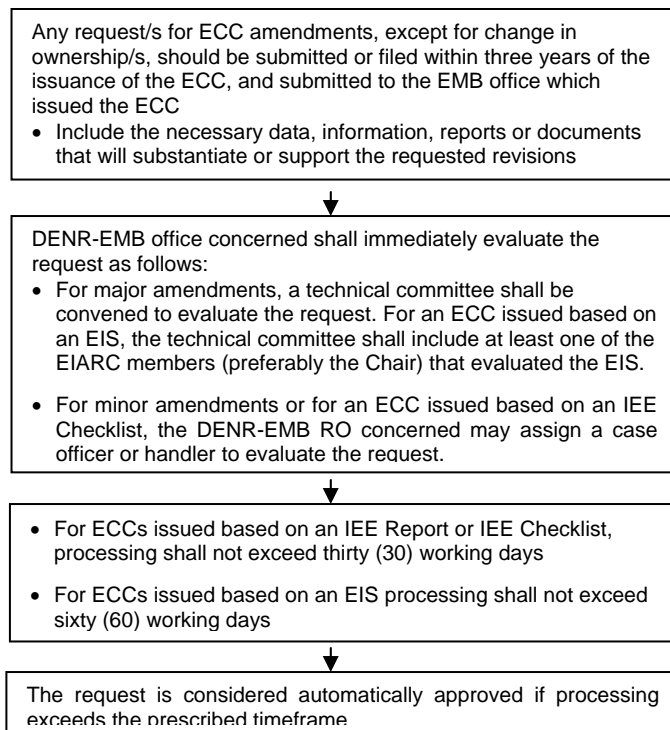 Any request/s for ECC amendments, except for change in
ownership/s, should be submitted or filed within three years of the
issuance of the ECC, and submitted to the EMB office which
issued the ECC
• Include the necessary data, information, reports or documents
that will substantiate or support the requested revisions
DENR-EMB office concerned shall immediately evaluate the
request as follows:
• For major amendments, a technical committee shall be
convened to evaluate the request. For an ECC issued based on
an EIS, the technical committee shall include at least one of the
EIARC members (preferably the Chair) that evaluated the EIS.
• For minor amendments or for an ECC issued based on an IEE
Checklist, the DENR-EMB RO concerned may assign a case
officer or handler to evaluate the request.
• For ECCs issued based on an IEE Report or IEE Checklist,
processing shall not exceed thirty (30) working days
• For ECCs issued based on an EIS processing shall not exceed
sixty (60) working days
The request is considered automatically approved if processing
exceeds the prescribed timeframe